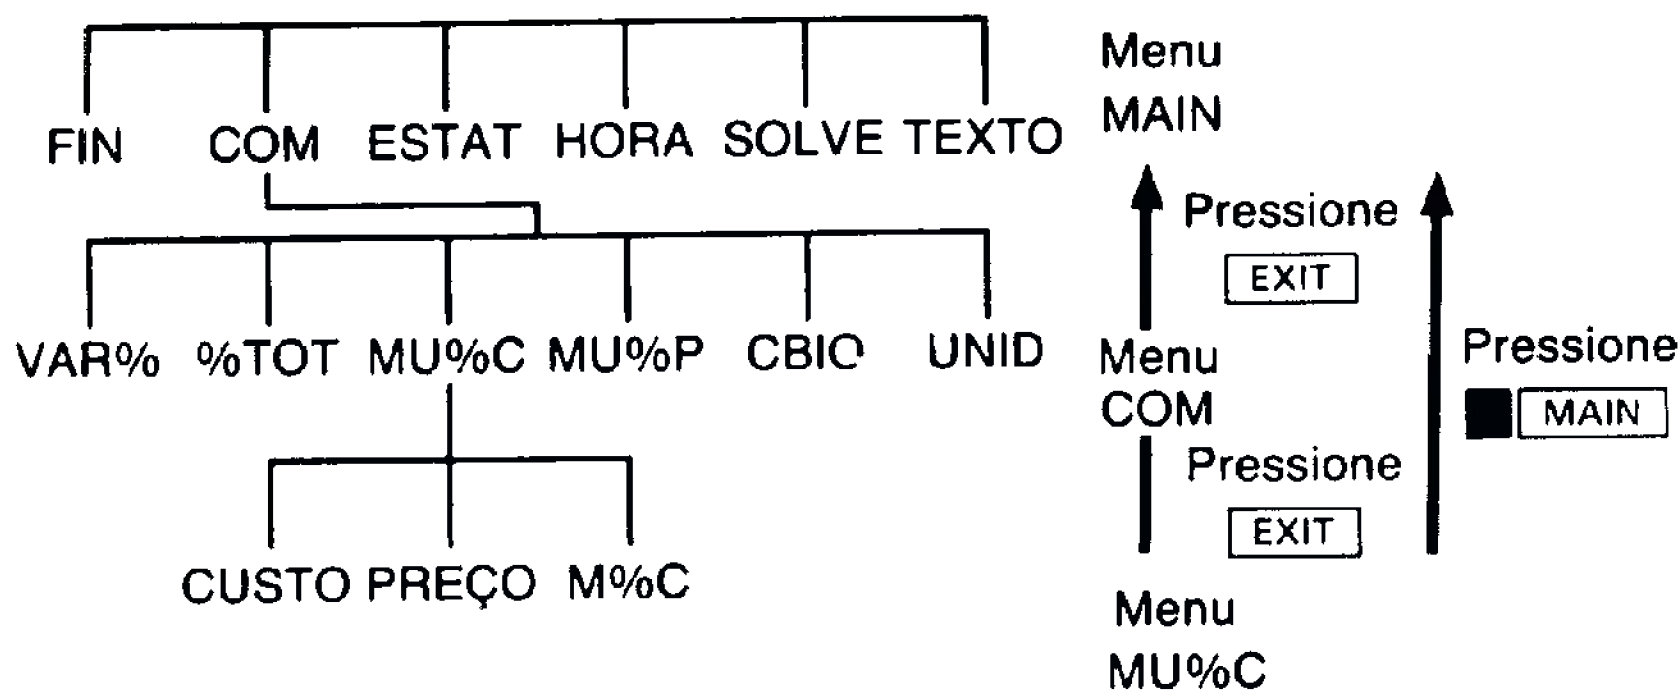 FIN COM ESTAT HORA SOLVE TEXTO
Menu
MAIN
Pressione
EXIT
VAR% %TOT MU%C MU%P CBIO UNID
Menu
COM
Pressione
MAIN
Pressione
EXIT
CUSTO PREÇO M%C
Menu
MU%C